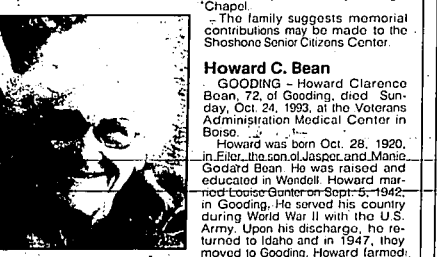 Chapel.
The family suggests memorial
contributions may be made to the
Shoshone Senior Citizens Center.
Howard C. Bean
GOODING – Howard Clarence
Bean, 72, of Gooding, died Sun-
day, Oct. 24, 1993, at the Veterans
Administration Medical Center in
Boise.
Howard was born Oct. 28, 1920,
in Filer, the son of Jasper and Manie
Godard Bean. He was raised and
educated in Wendell. Howard mar-
ried Louise Gunter on Sept. 5, 1942,
in Gooding. He served his country
during World War II with the U.S.
Army. Upon his discharge, he re-
turned to Idaho and in 1947, they
moved to Gooding. Howard farmed